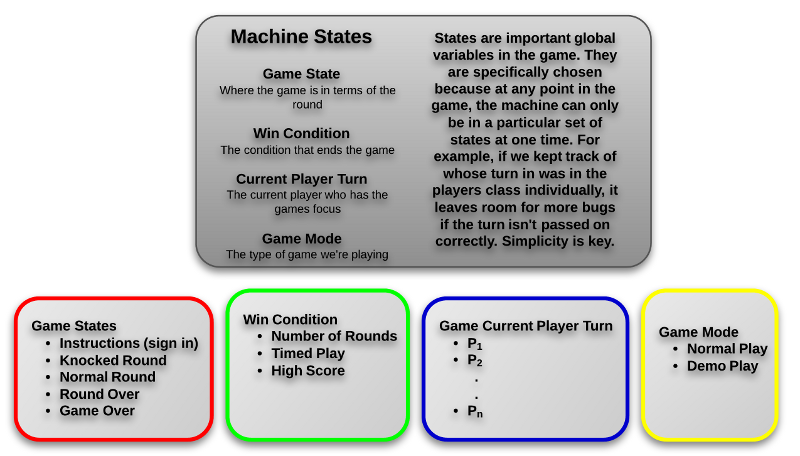 Machine States
Game State
Where the game is in terms of the
round
Win Condition
The condition that ends the game
Current Player Turn
The current player who has the
games focus
Game Mode
The type of game we're playing
States are important global
variables in the game. They
are specifically chosen
because at any point in the
game, the machine can only
be in a particular set of
states at one time. For
example, if we kept track of
whose turn in was in the
players class individually, it
leaves room for more bugs
if the turn isn't passed on
correctly. Simplicity is key.
Game States
• Instructions (sign in)
• Knocked Round
• Normal Round
• Round Over
• Game Over
Win Condition
• Number of Rounds
• Timed Play
• High Score
Game Current Player Turn
• P1
• P2
.
.
• Pn
Game Mode
• Normal Play
• Demo Play